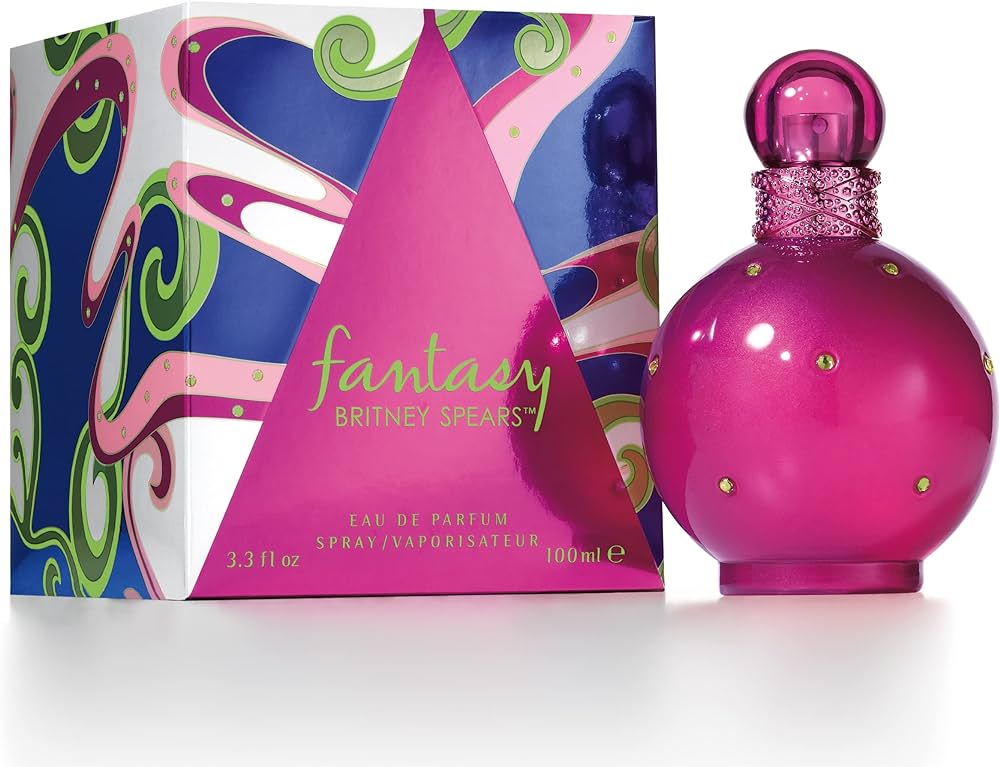 fantasy
BRITNEY SPEARS™
EAU DE PARFUM
SPRAY/VAPORISATEUR
3.3 fl oz
100ml ℮